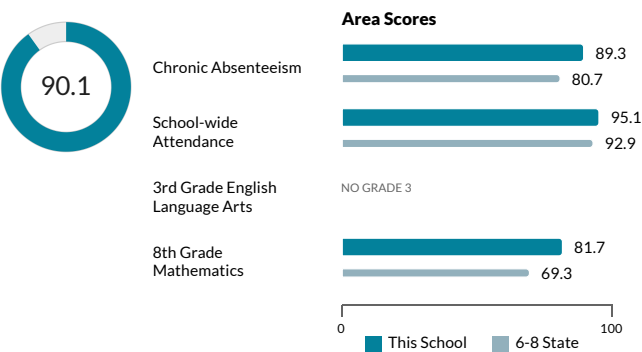 Area Scores
90.1
Chronic Absenteeism
89.3
80.7
School-wide
Attendance
95.1
92.9
3rd Grade English
Language Arts
NO GRADE 3
8th Grade
Mathematics
81.7
69.3
0 100
This School 6-8 State